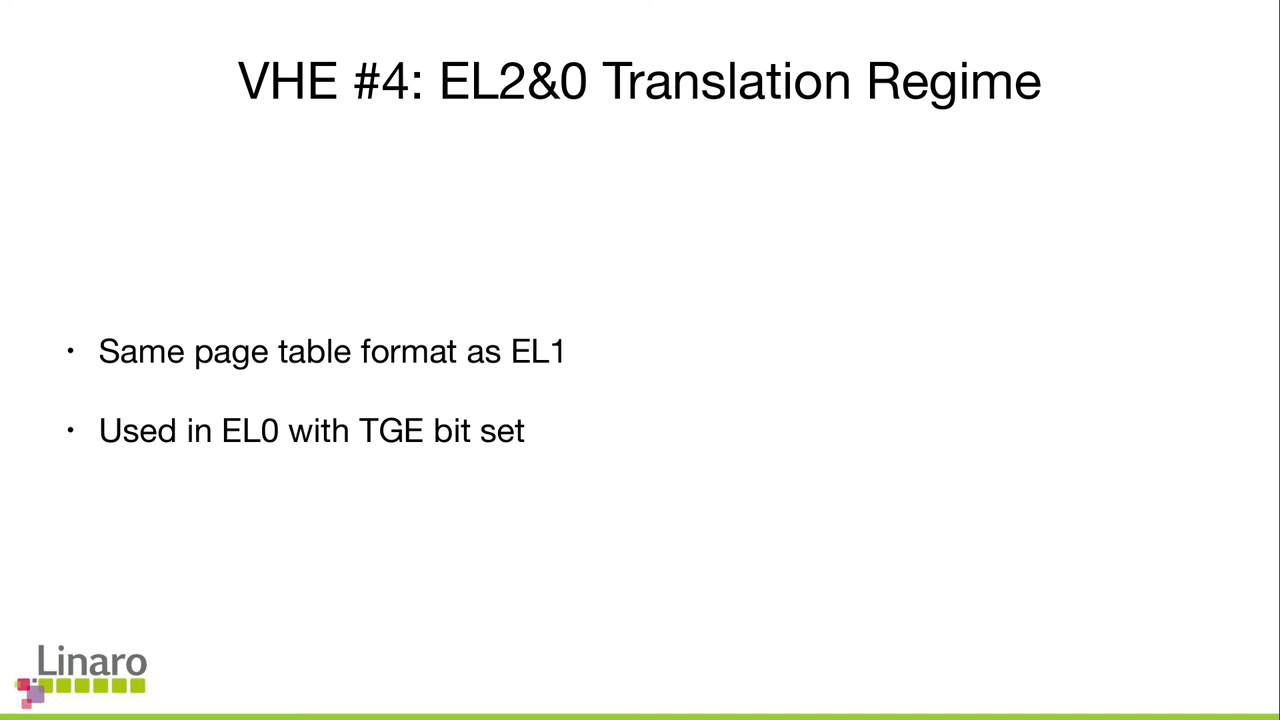 VHE #4: EL2&0 Translation Regime
• Same page table format as EL1
• Used in EL0 with TGE bit set
Linaro